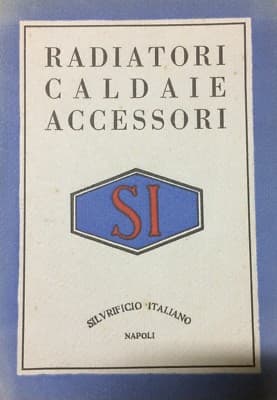 RADIATORI
CALDAIE
ACCESSORI
SI
SILVRIFICIO ITALIANO
NAPOLI